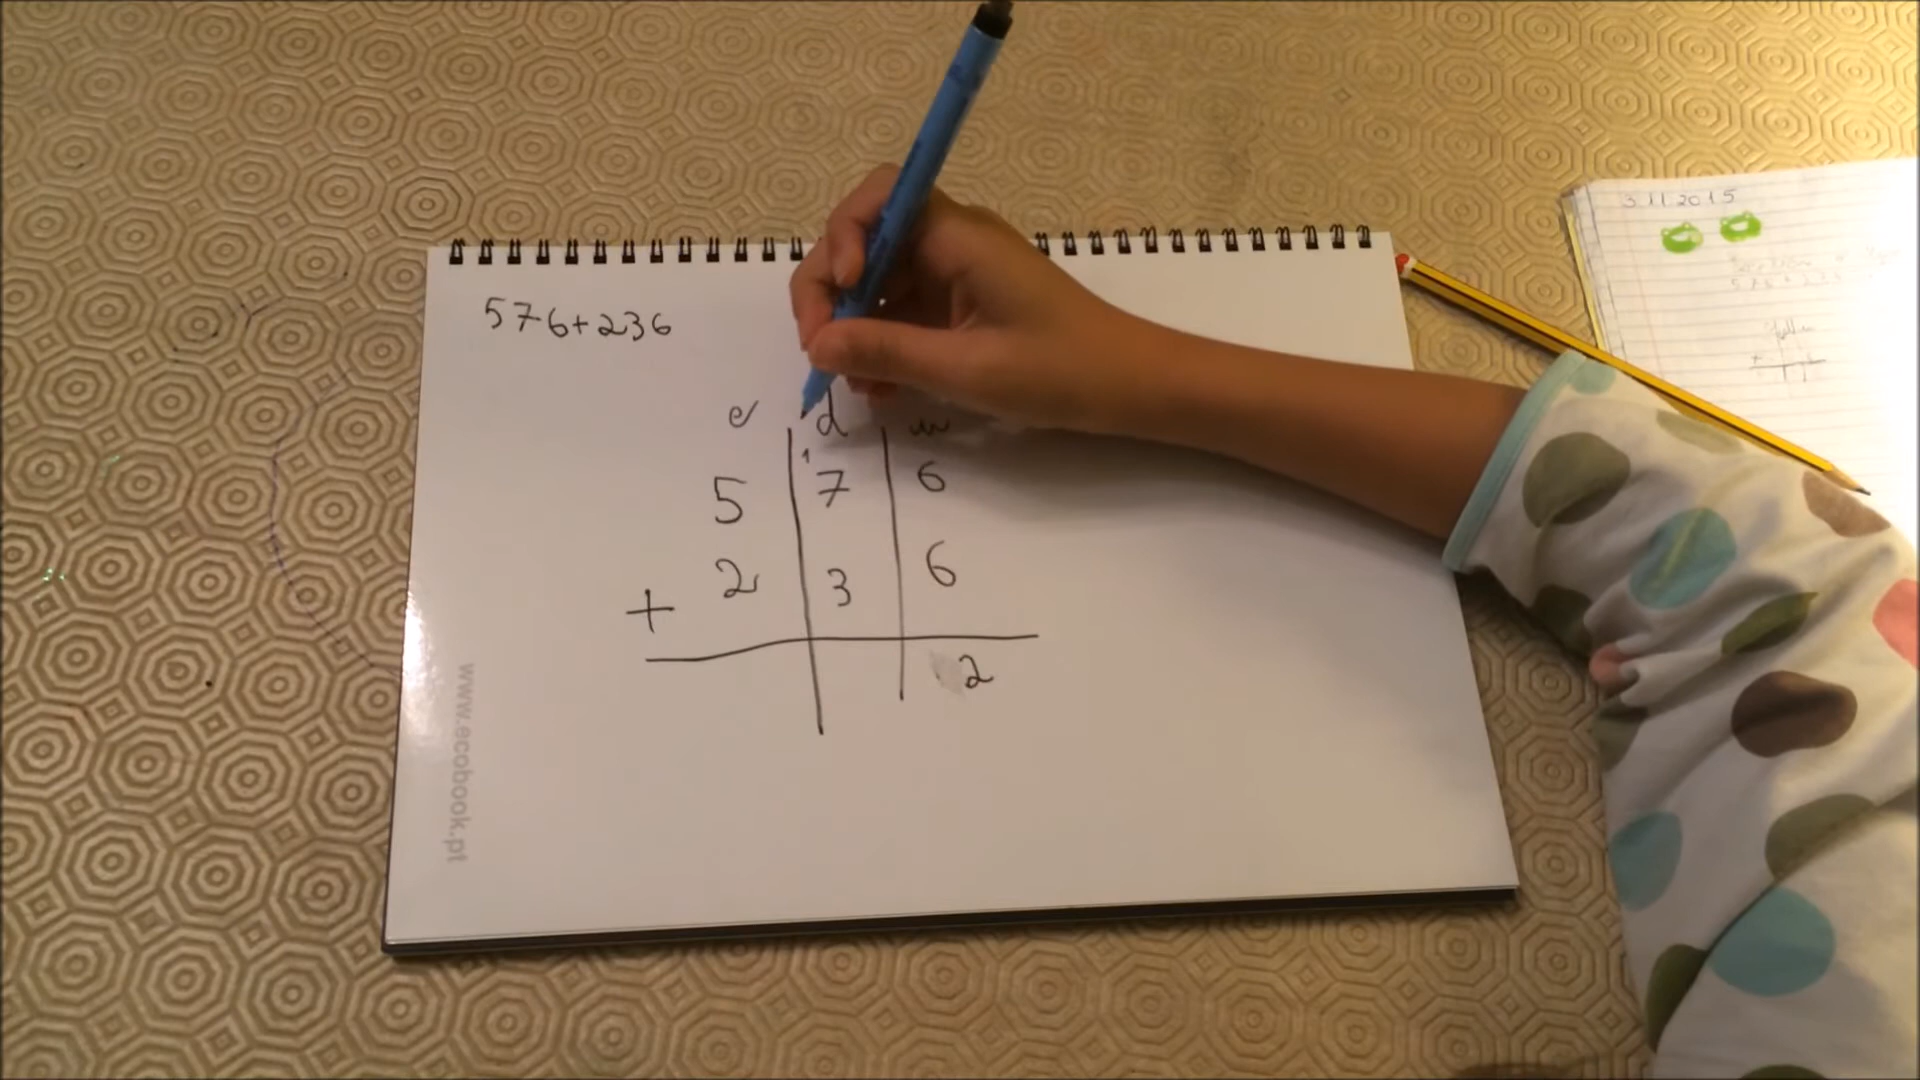 576+236
c d u
1
5 7 6
+ 2 3 6
2
www.ecobook.pt
3.11.2015